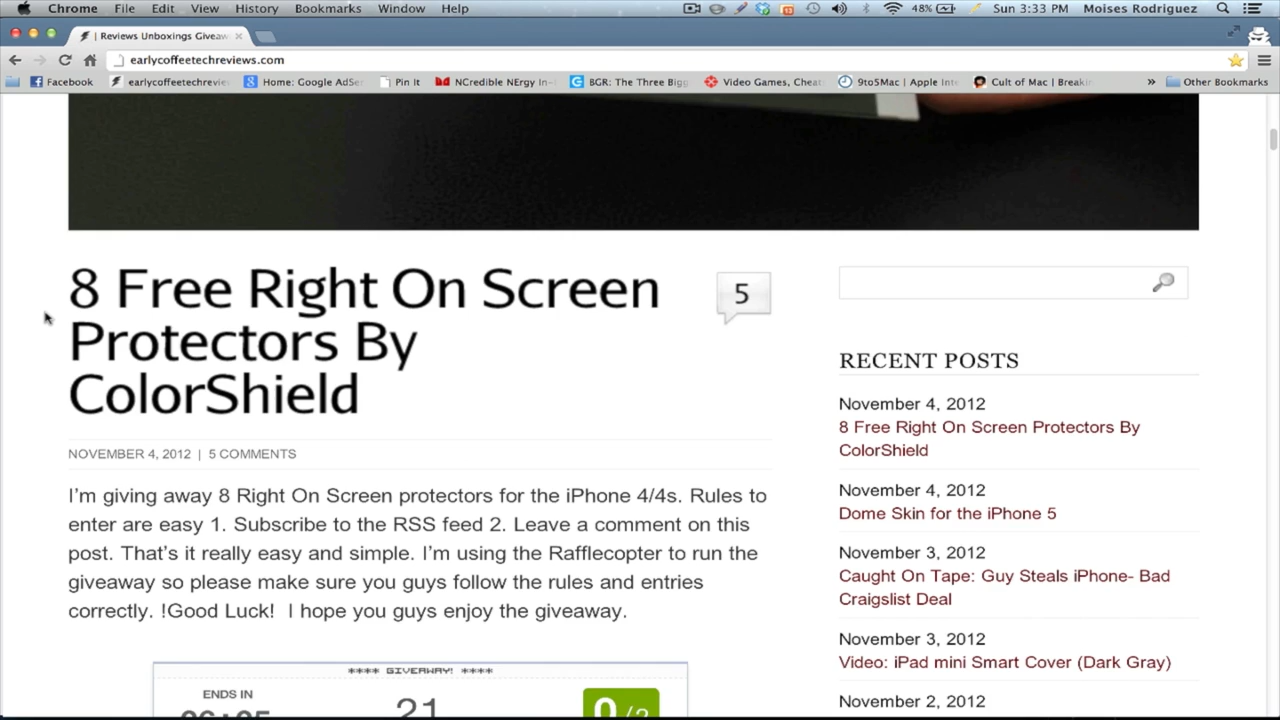 Chrome File Edit View History Bookmarks Window Help 13 48% Sun 3:33 PM Moises Rodriguez
| Reviews Unboxings Giveaw
earlycoffeetechreviews.com
Facebook earlycoffeetechrevie Home: Google AdSe Pin It NCredible NErgy In- BGR: The Three Bigg Video Games, Cheat 9to5Mac | Apple Inte Cult of Mac | Breakin » Other Bookmarks
8 Free Right On Screen
Protectors By
ColorShield
5
NOVEMBER 4, 2012 | 5 COMMENTS
I'm giving away 8 Right On Screen protectors for the iPhone 4/4s. Rules to
enter are easy 1. Subscribe to the RSS feed 2. Leave a comment on this
post. That's it really easy and simple. I'm using the Rafflecopter to run the
giveaway so please make sure you guys follow the rules and entries
correctly. !Good Luck! I hope you guys enjoy the giveaway.
**** GIVEAWAY! ****
ENDS IN
21
0/2
RECENT POSTS
November 4, 2012
8 Free Right On Screen Protectors By
ColorShield
November 4, 2012
Dome Skin for the iPhone 5
November 3, 2012
Caught On Tape: Guy Steals iPhone- Bad
Craigslist Deal
November 3, 2012
Video: iPad mini Smart Cover (Dark Gray)
November 2, 2012